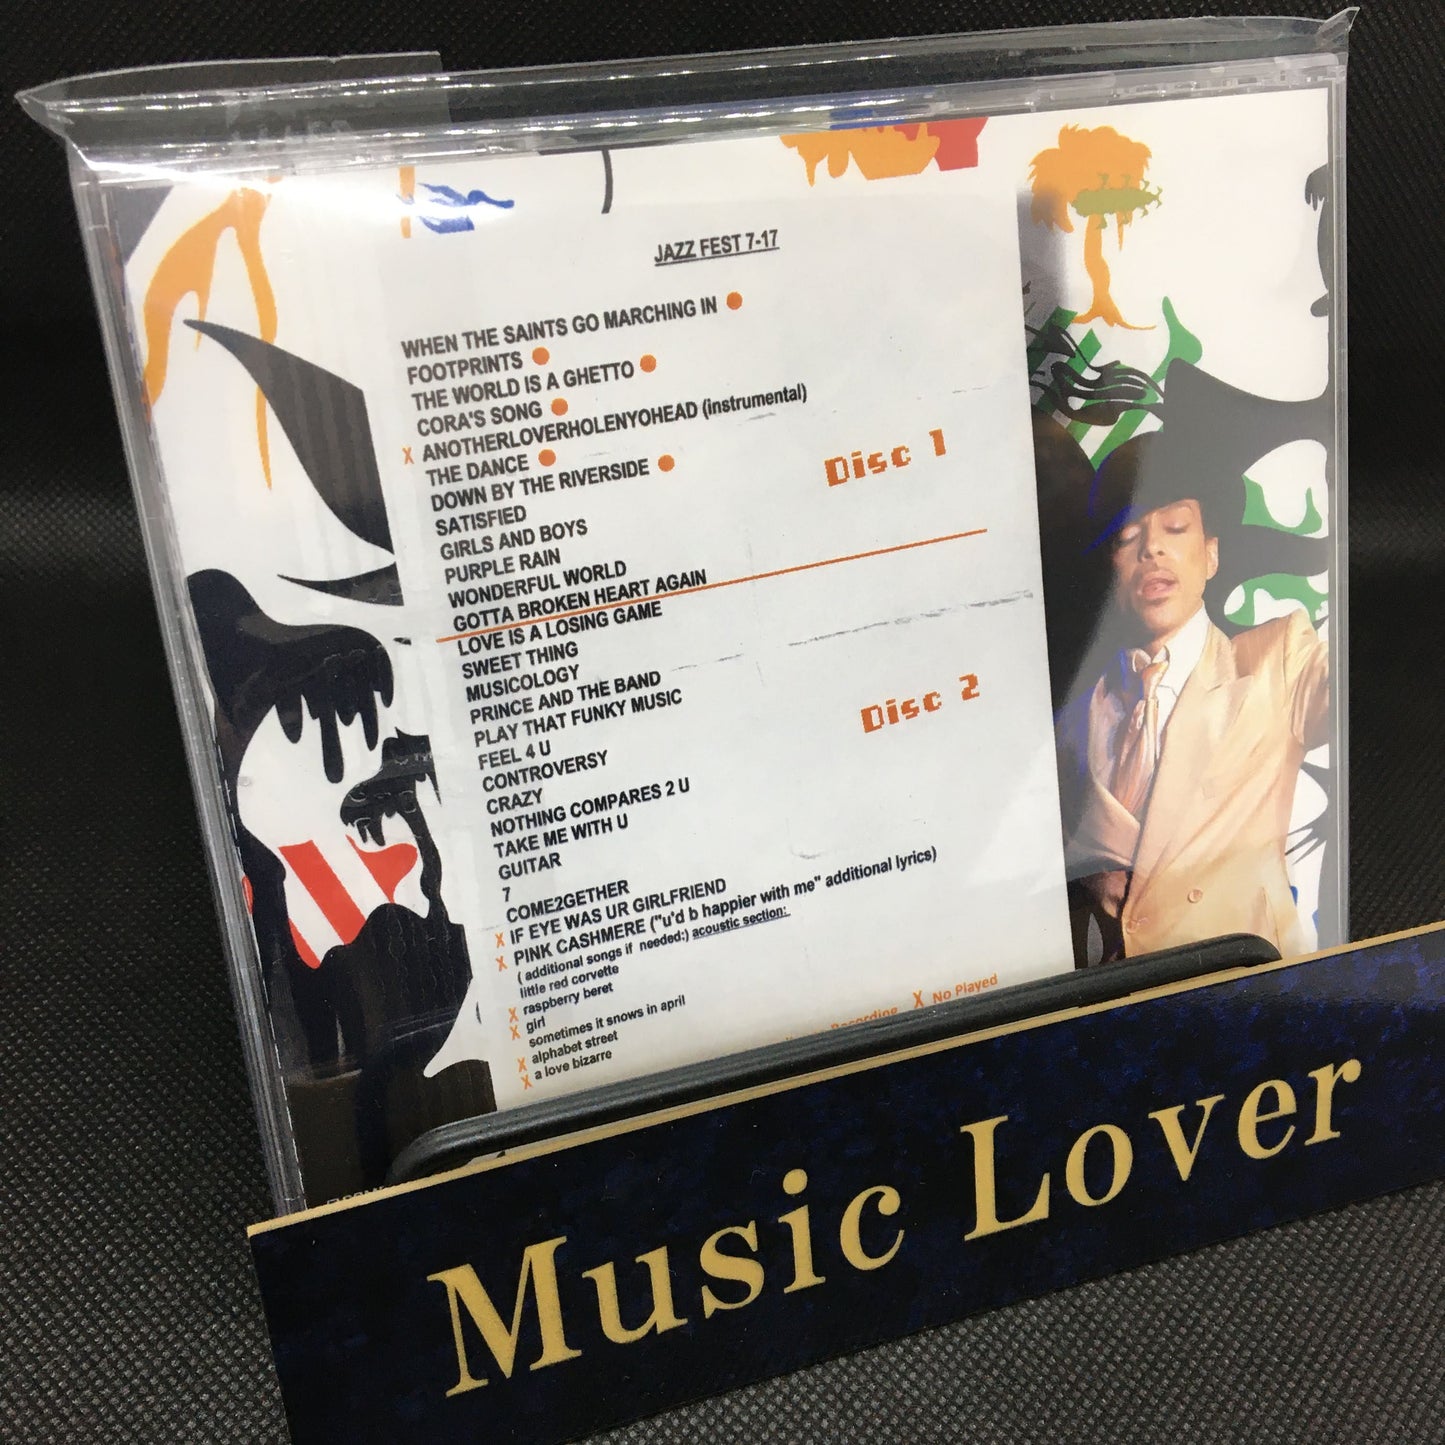 JAZZ FEST 7-17
WHEN THE SAINTS GO MARCHING IN
FOOTPRINTS
THE WORLD IS A GHETTO
CORA'S SONG
X ANOTHERLOVERHOLENYOHEAD (instrumental)
THE DANCE
DOWN BY THE RIVERSIDE
SATISFIED
GIRLS AND BOYS
PURPLE RAIN
WONDERFUL WORLD
GOTTA BROKEN HEART AGAIN
Disc 1
LOVE IS A LOSING GAME
SWEET THING
MUSICOLOGY
PRINCE AND THE BAND
PLAY THAT FUNKY MUSIC
FEEL 4 U
CONTROVERSY
CRAZY
NOTHING COMPARES 2 U
TAKE ME WITH U
GUITAR
7
COME2GETHER
X IF EYE WAS UR GIRLFRIEND
X PINK CASHMERE ("u'd b happier with me" additional lyrics)
( additional songs if needed:) acoustic section:
little red corvette
X raspberry beret
X girl
sometimes it snows in april
X alphabet street
X a love bizarre
Disc 2
Recording X No Played
Music Lover